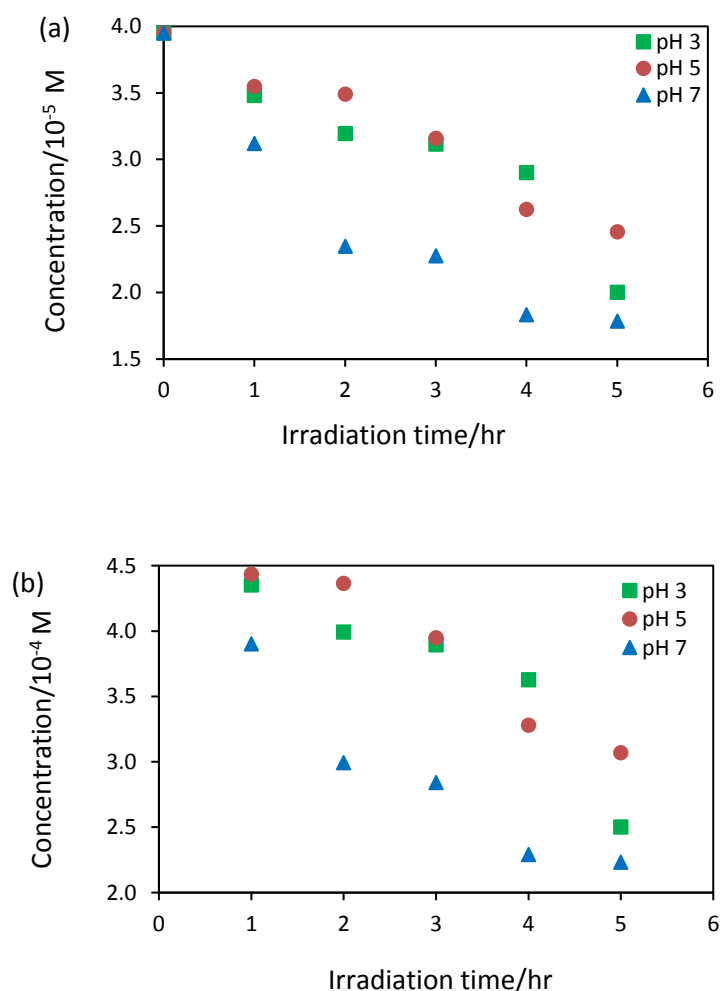 (a)
Concentration/10⁻⁵ M
4.0
3.5
3.0
2.5
2.0
1.5
0 1 2 3 4 5 6
Irradiation time/hr
pH 3
pH 5
pH 7
(b)
Concentration/10⁻⁴ M
4.5
4.0
3.5
3.0
2.5
2.0
0 1 2 3 4 5 6
Irradiation time/hr
pH 3
pH 5
pH 7